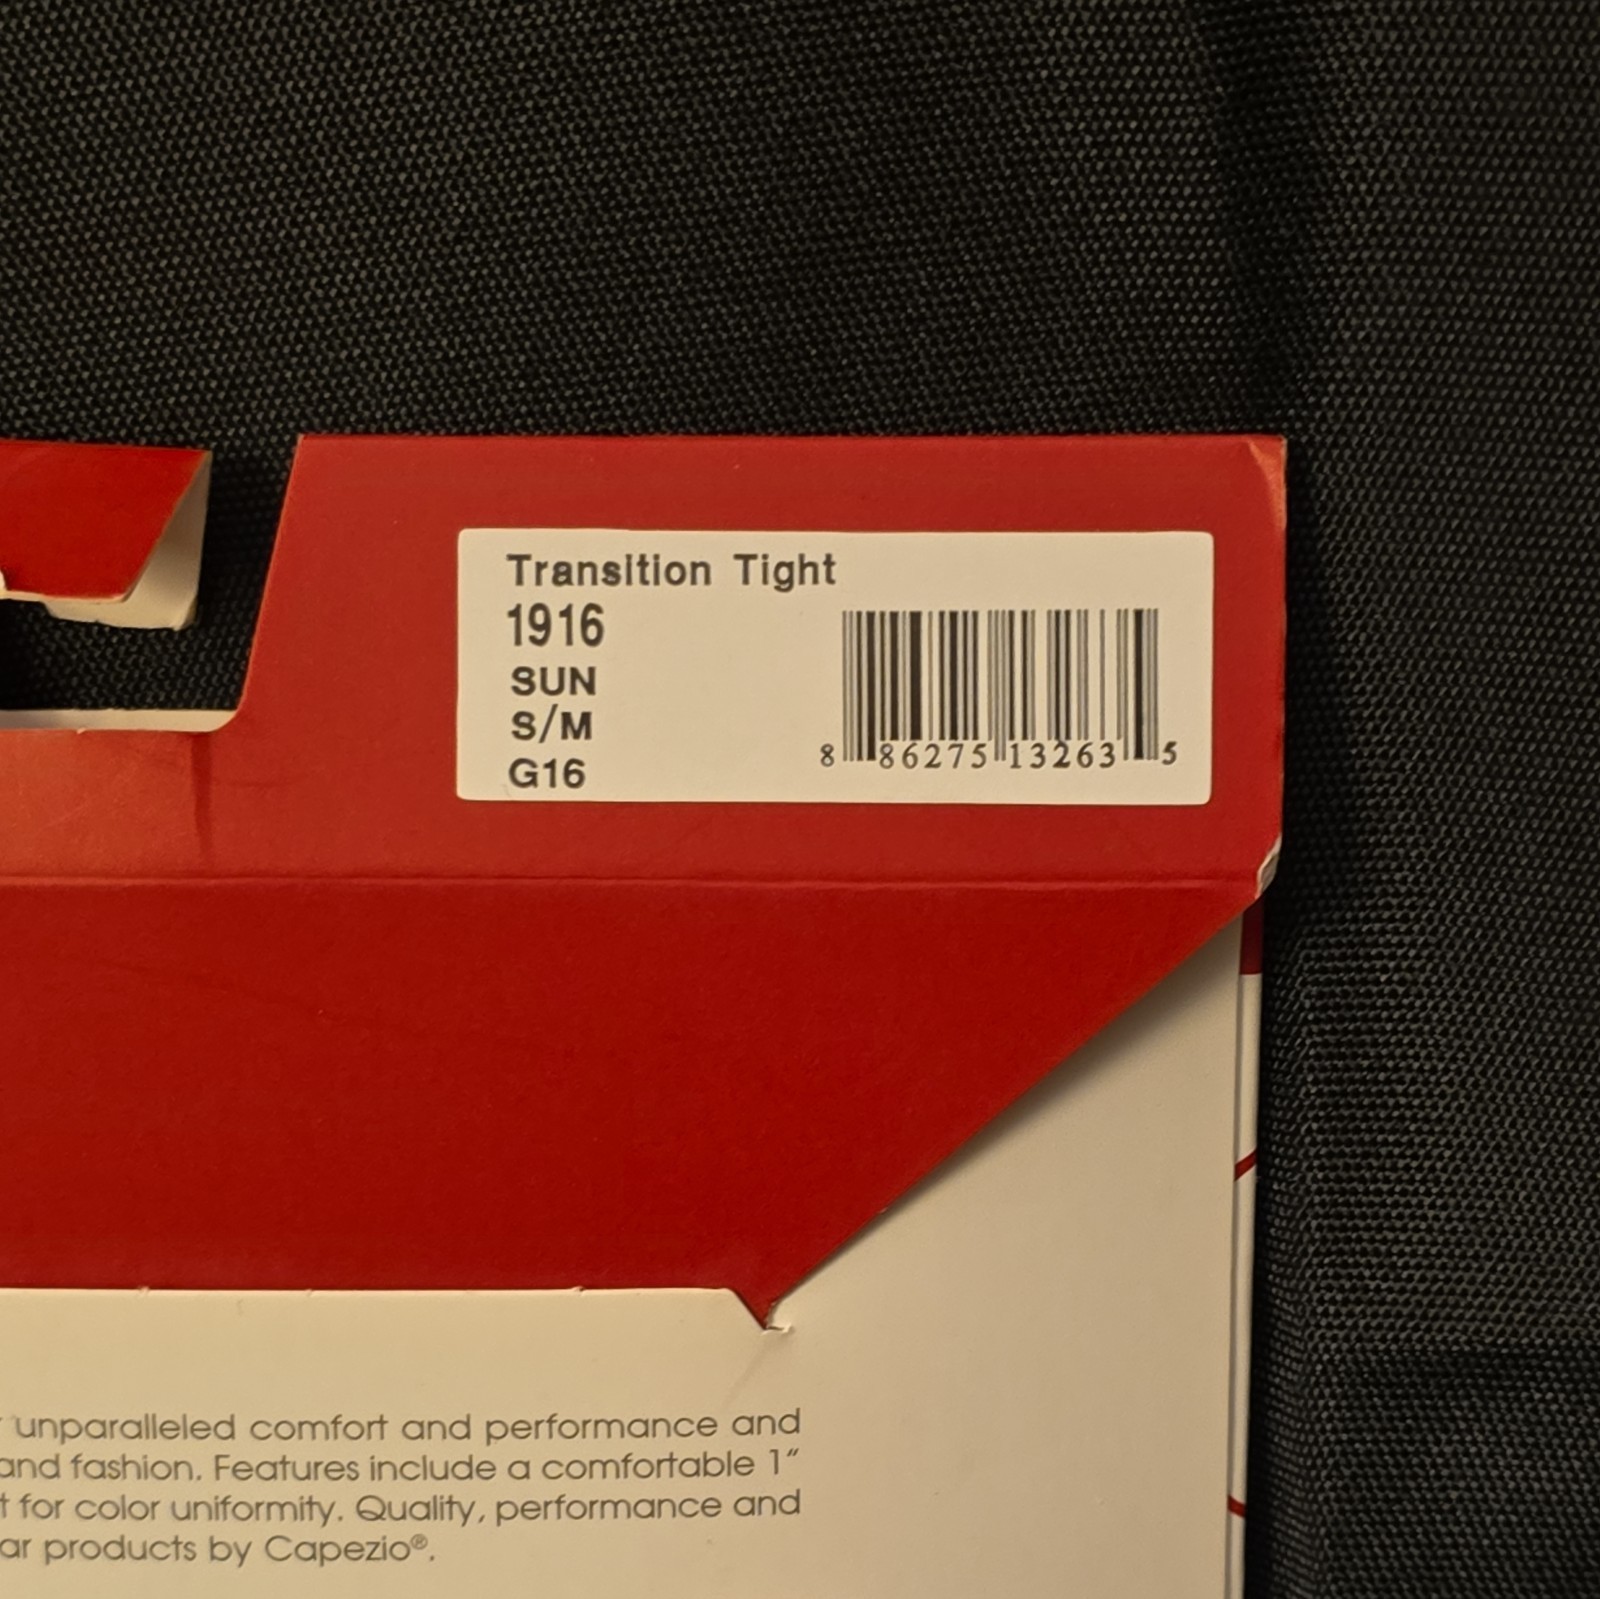 Transition Tight
1916
SUN
S/M
G16
8 86275 13263 5
unparalleled comfort and performance and
and fashion. Features include a comfortable 1”
for color uniformity. Quality, performance and
products by Capezio®.